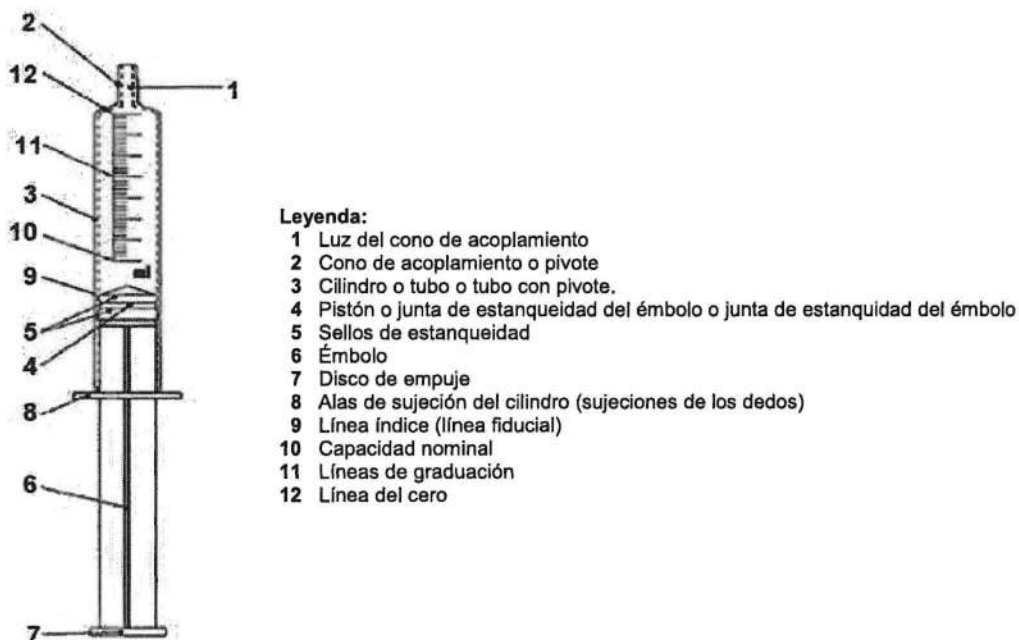 2
12
1
11
3
10
ml
9
5
4
8
6
7
Leyenda:
1 Luz del cono de acoplamiento
2 Cono de acoplamiento o pivote
3 Cilindro o tubo o tubo con pivote.
4 Pistón o junta de estanqueidad del émbolo o junta de estanquidad del émbolo
5 Sellos de estanqueidad
6 Émbolo
7 Disco de empuje
8 Alas de sujeción del cilindro (sujeciones de los dedos)
9 Línea índice (línea fiducial)
10 Capacidad nominal
11 Líneas de graduación
12 Línea del cero